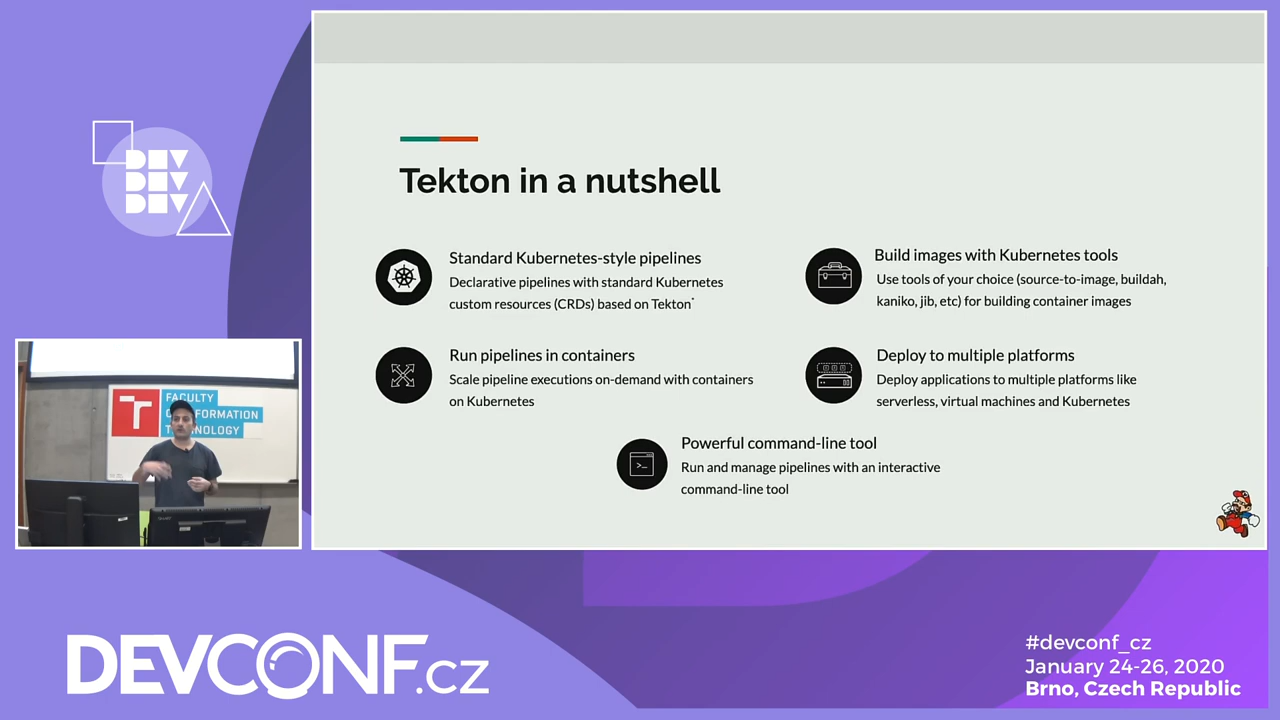 DEV
DEV
DEV
Tekton in a nutshell
Standard Kubernetes-style pipelines
Declarative pipelines with standard Kubernetes
custom resources (CRDs) based on Tekton*
Build images with Kubernetes tools
Use tools of your choice (source-to-image, buildah,
kaniko, jib, etc) for building container images
Run pipelines in containers
Scale pipeline executions on-demand with containers
on Kubernetes
Deploy to multiple platforms
Deploy applications to multiple platforms like
serverless, virtual machines and Kubernetes
>_
Powerful command-line tool
Run and manage pipelines with an interactive
command-line tool
FACULTY
FORMATION
NOLOGY
DEVCONF.cz
#devconf_cz
January 24-26, 2020
Brno, Czech Republic